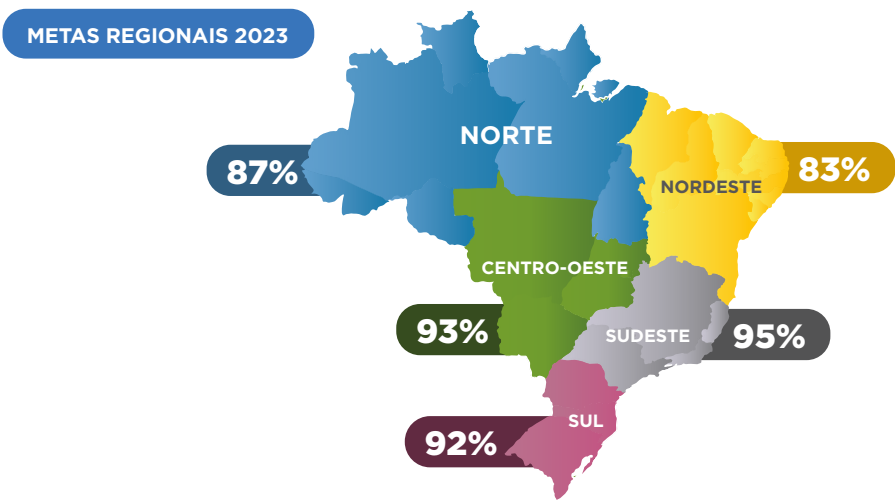 METAS REGIONAIS 2023
NORTE
87%
83%
NORDESTE
CENTRO-OESTE
93%
SUDESTE
95%
SUL
92%